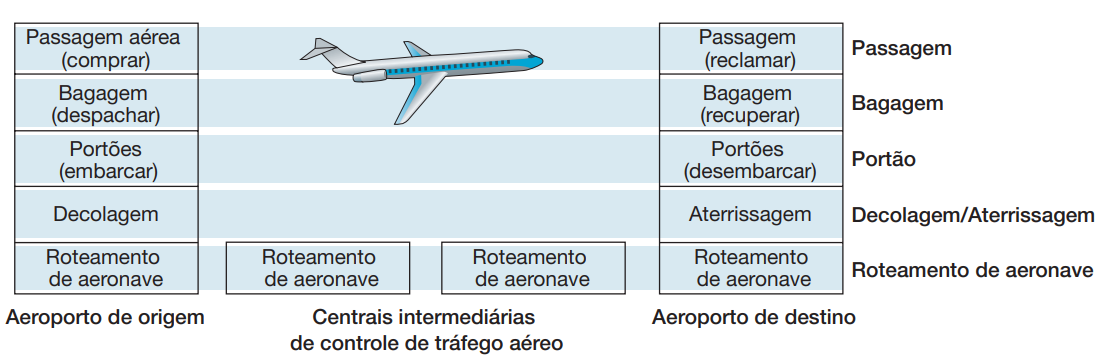 Passagem aérea
(comprar)
Passagem
(reclamar)
Passagem
Bagagem
(despachar)
Bagagem
(recuperar)
Bagagem
Portões
(embarcar)
Portões
(desembarcar)
Portão
Decolagem
Aterrissagem
Decolagem/Aterrissagem
Roteamento
de aeronave
Roteamento
de aeronave
Roteamento
de aeronave
Roteamento
de aeronave
Roteamento de aeronave
Aeroporto de origem
Centrais intermediárias
de controle de tráfego aéreo
Aeroporto de destino